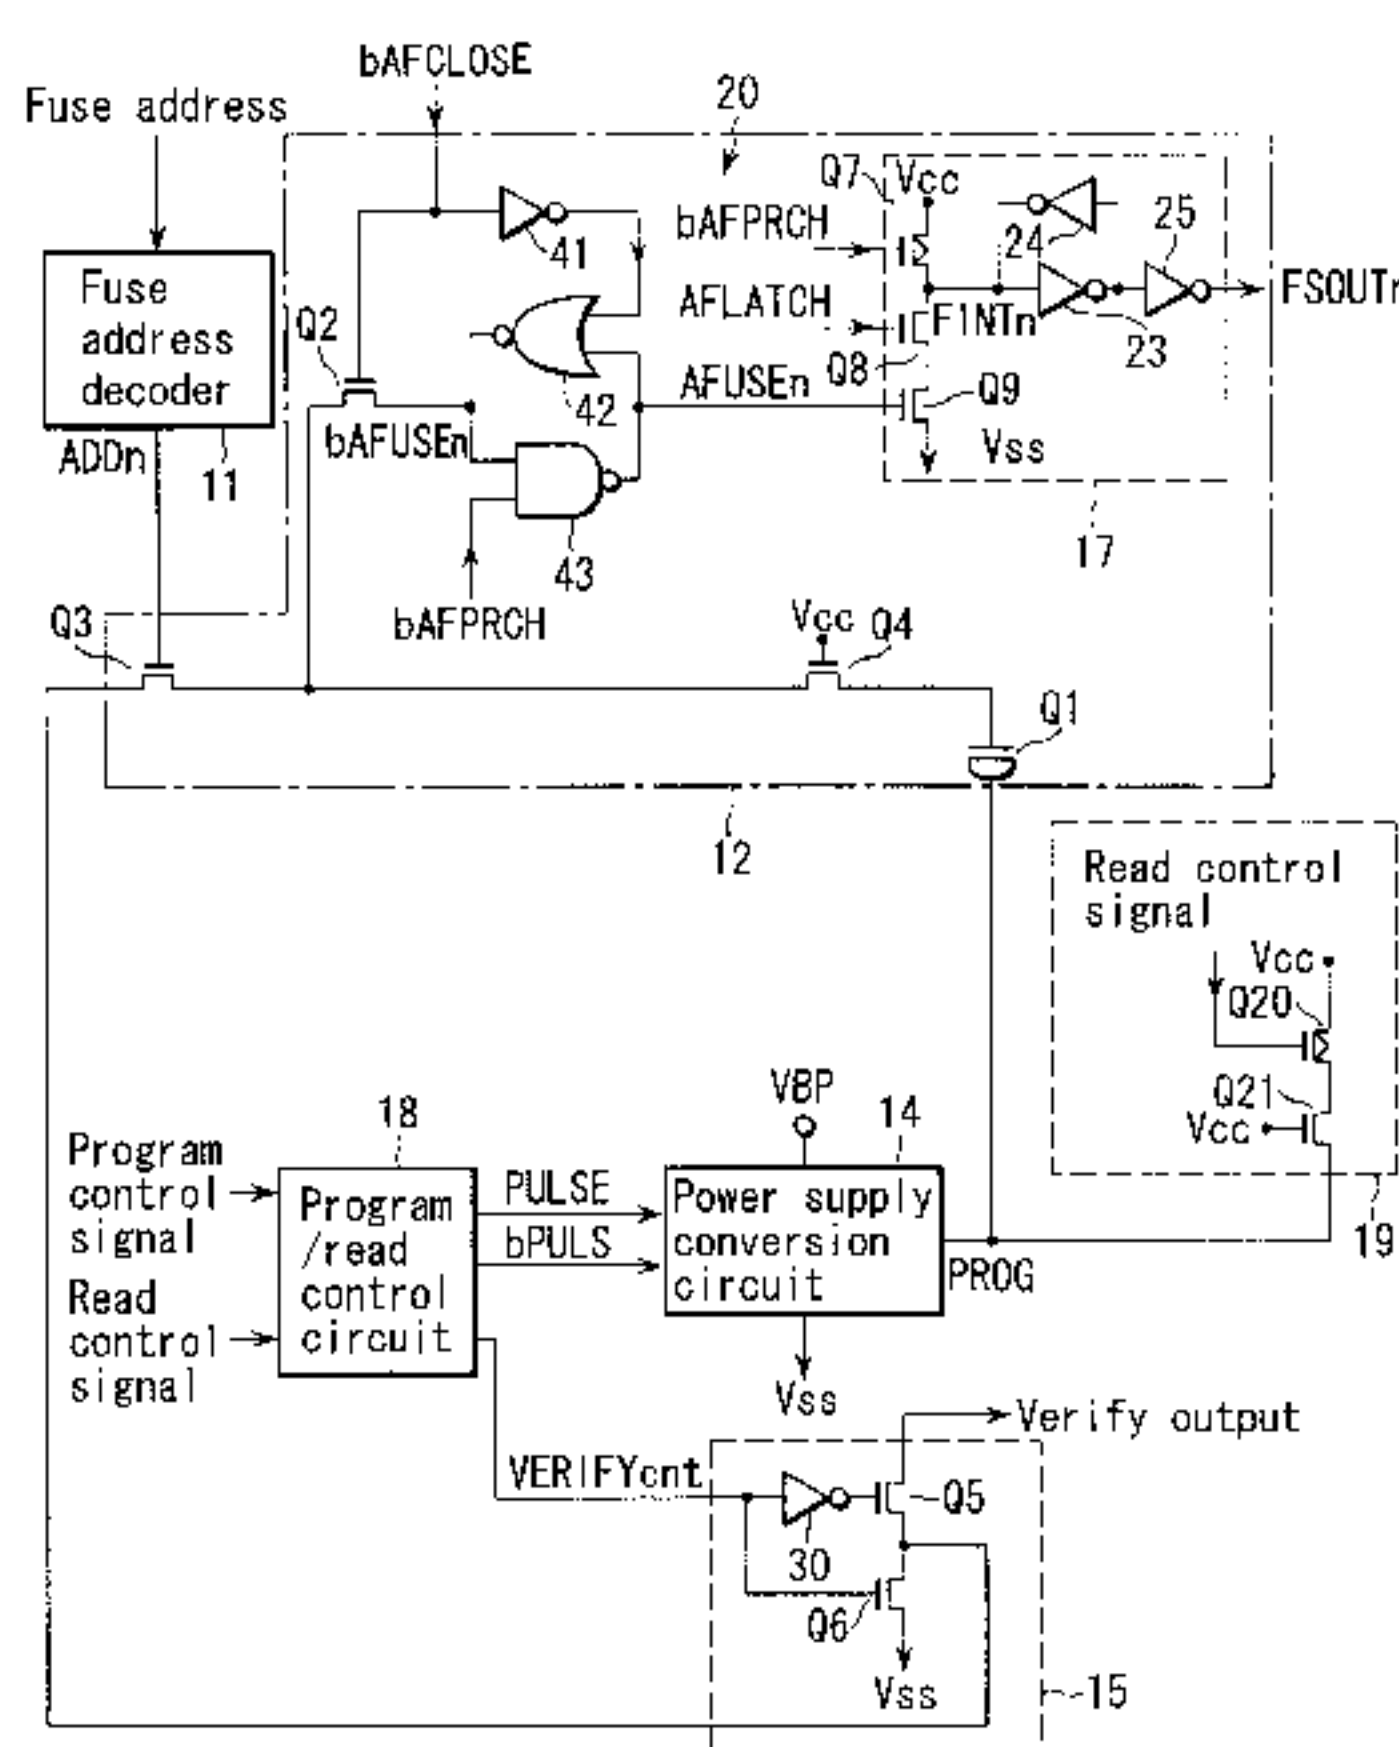 bAFCLOSE
Fuse address
20
Q7
Vcc
bAFPRCH
24
25
41
Fuse
address
decoder
Q2
AFLATCH
FINTn
FSOUTn
23
Q8
AFUSEn
Q9
42
bAFUSEn
ADDn
11
Vss
43
17
bAFPRCH
Q3
Vcc
Q4
Q1
12
Read control
signal
Vcc
Q20
Q21
Vcc
19
VBP
14
18
Program
control
signal
Read
control
signal
Program
/read
control
circuit
PULSE
bPULS
Power supply
conversion
circuit
PROG
Vss
Verify output
VERIFYcnt
Q5
30
Q6
Vss
15